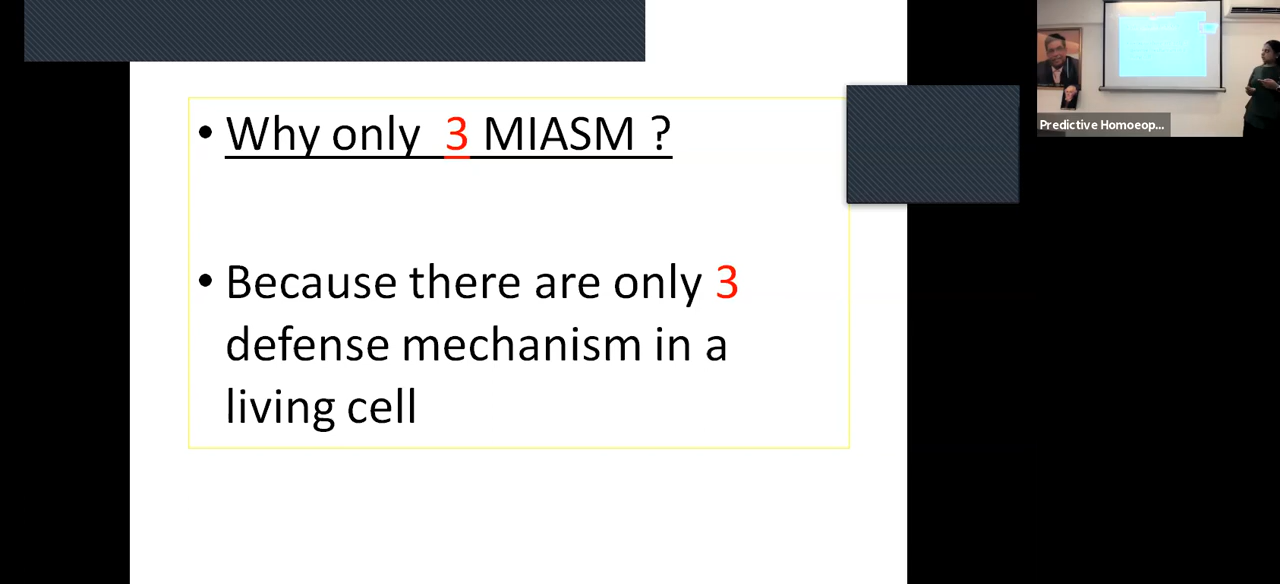 • Why only 3 MIASM ?
• Because there are only 3
defense mechanism in a
living cell
Predictive Homoeop...